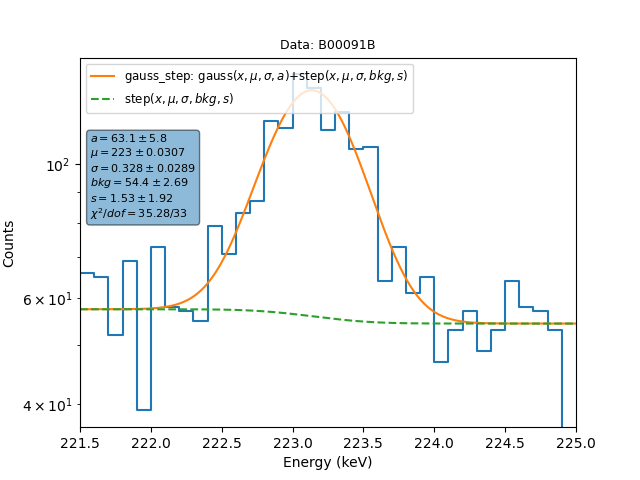 Data: B00091B
gauss_step: gauss(x, μ, σ, a)+step(x, μ, σ, bkg, s)
step(x, μ, σ, bkg, s)
a = 63.1 ± 5.8
μ = 223 ± 0.0307
σ = 0.328 ± 0.0289
bkg = 54.4 ± 2.69
s = 1.53 ± 1.92
χ²/dof = 35.28/33
10²
6 × 10¹
4 × 10¹
Counts
221.5 222.0 222.5 223.0 223.5 224.0 224.5 225.0
Energy (keV)